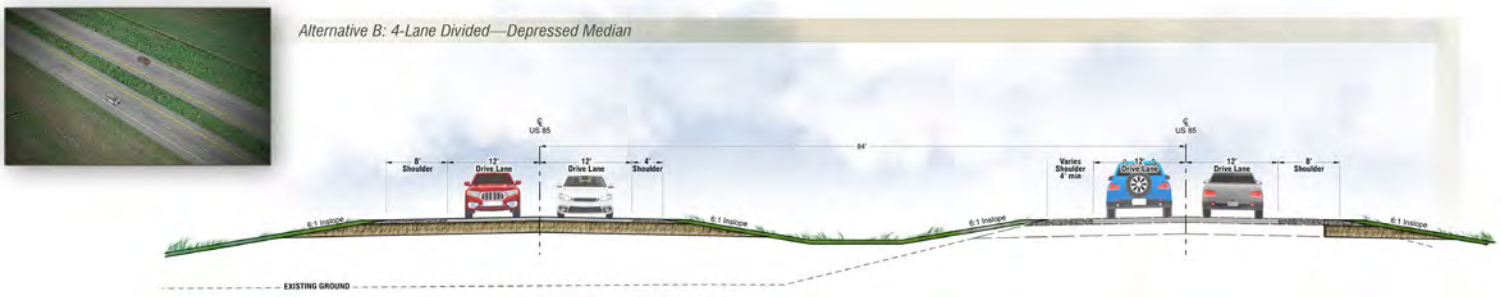 Alternative B: 4-Lane Divided—Depressed Median
℄
US 85
℄
US 85
84'
8'
Shoulder
12'
Drive Lane
12'
Drive Lane
4'
Shoulder
Varies
Shoulder
4' min
12'
Drive Lane
12'
Drive Lane
8'
Shoulder
6:1 Inslope
6:1 Inslope
6:1 Inslope
6:1 Inslope
EXISTING GROUND